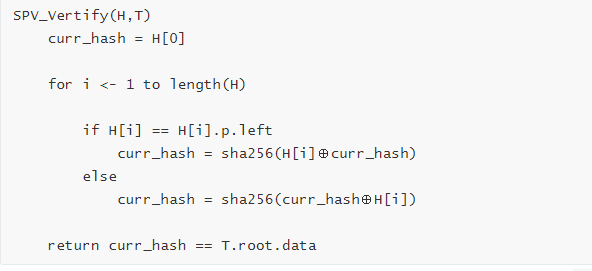 SPV_Vertify(H,T)
curr_hash = H[0]
for i <- 1 to length(H)
if H[i] == H[i].p.left
curr_hash = sha256(H[i]⊕curr_hash)
else
curr_hash = sha256(curr_hash⊕H[i])
return curr_hash == T.root.data